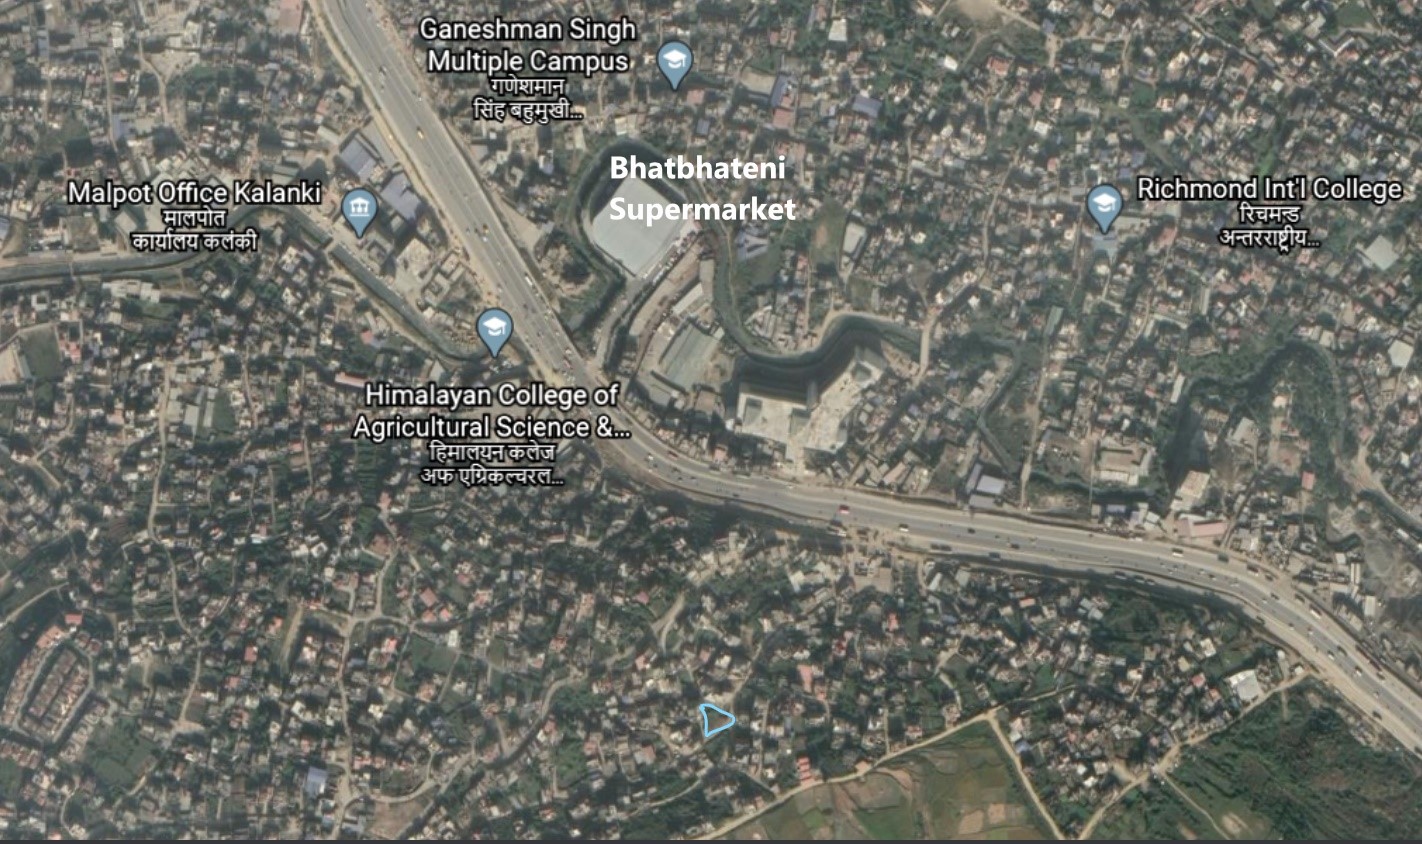 Ganeshman Singh
Multiple Campus
गणेशमान
सिंह बहुमुखी...
Bhatbhateni
Supermarket
Malpot Office Kalanki
मालपोत
कार्यालय कलंकी
Richmond Int'l College
रिचमन्ड
अन्तरराष्ट्रीय...
Himalayan College of
Agricultural Science &...
हिमालयन कलेज
अफ एग्रिकल्चरल...